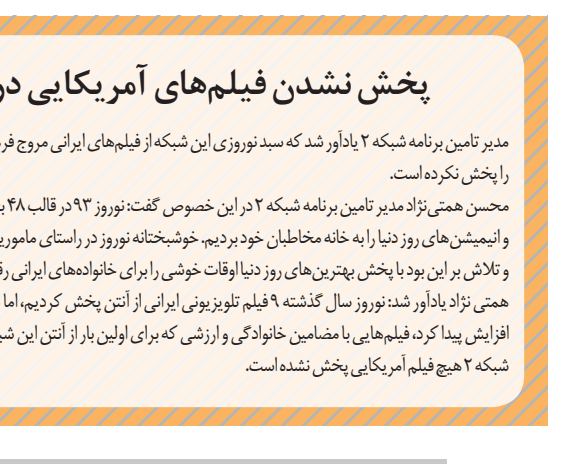 پخش نشدن فیلم‌های آمریکایی در
مدیر تامین برنامه شبکه ۲ یادآور شد که سبد نوروزی این شبکه از فیلم‌های ایرانی مروج
را پخش نکرده است.
محسن همتی‌نژاد مدیر تامین برنامه شبکه ۲ در این خصوص گفت: نوروز ۹۳ در قالب ۴۸
و انیمیشن‌های روز دنیا را به خانه مخاطبان خود بردیم. خوشبختانه نوروز در راستای
و تلاش بر این بود با پخش بهترین‌های روز دنیا اوقات خوشی را برای خانواده‌های ایرانی
همتی نژاد یادآور شد: نوروز سال گذشته ۹ فیلم تلویزیونی ایرانی از آنتن پخش کردیم، اما
افزایش پیدا کرد، فیلم‌هایی با مضامین خانوادگی و ارزشی که برای اولین بار از آنتن این
شبکه ۲ هیچ فیلم آمریکایی پخش نشده است.